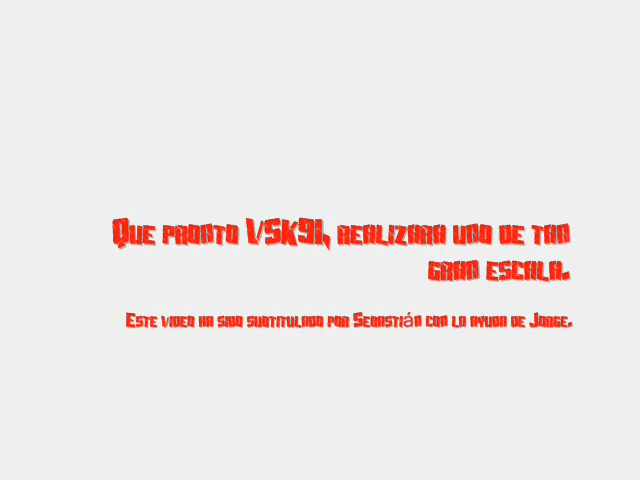 Que pronto VSK91, realizara uno de tan
gran escala.
Este video ha sido subtitulado por Sebastián con la ayuda de Jorge.